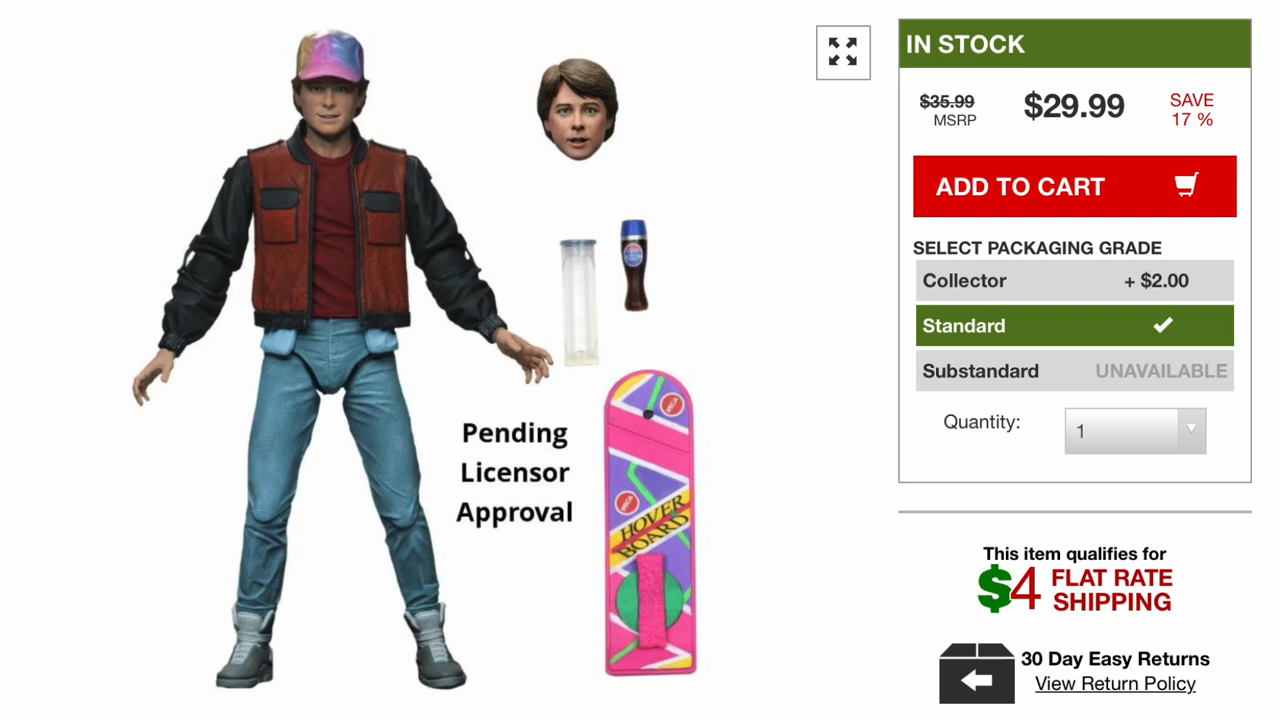 IN STOCK
$35.99
MSRP
$29.99
SAVE
17 %
ADD TO CART
SELECT PACKAGING GRADE
Collector + $2.00
Standard
Substandard UNAVAILABLE
Quantity: 1
Pending
Licensor
Approval
HOVER
BOARD
This item qualifies for
$4 FLAT RATE
SHIPPING
30 Day Easy Returns
View Return Policy